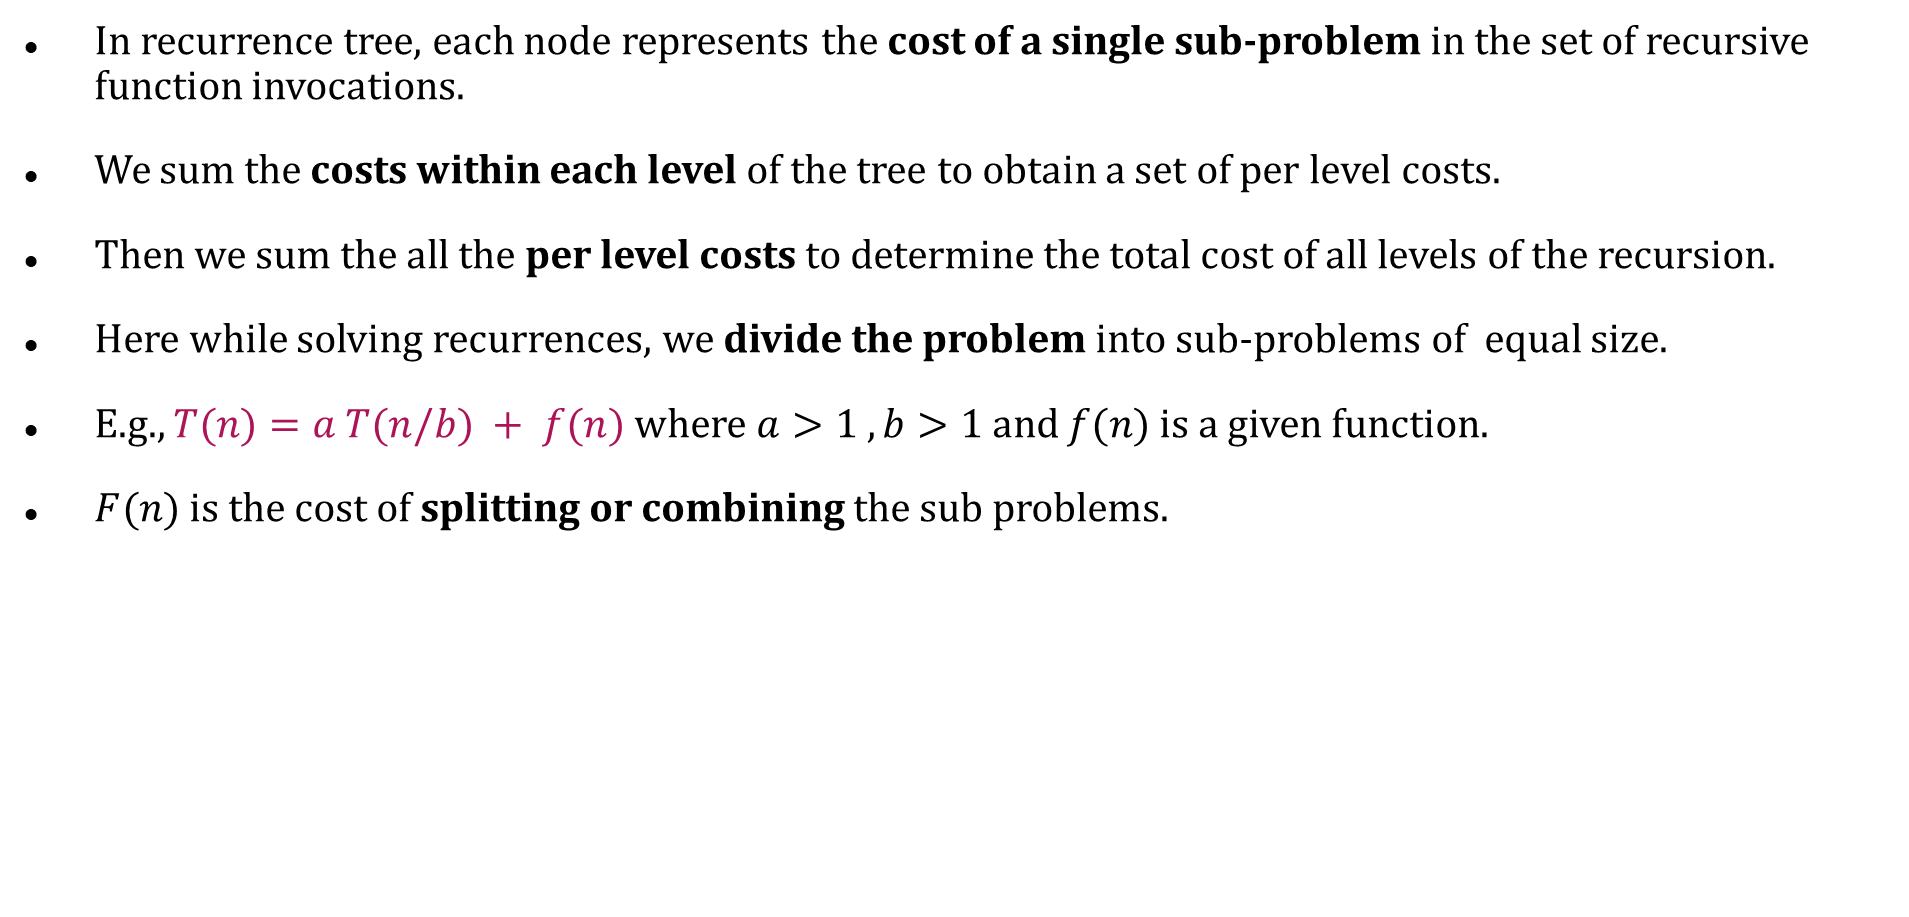 • In recurrence tree, each node represents the cost of a single sub-problem in the set of recursive
function invocations.
• We sum the costs within each level of the tree to obtain a set of per level costs.
• Then we sum the all the per level costs to determine the total cost of all levels of the recursion.
• Here while solving recurrences, we divide the problem into sub-problems of equal size.
• E.g., T(n) = a T(n/b) + f(n) where a > 1 , b > 1 and f(n) is a given function.
• F(n) is the cost of splitting or combining the sub problems.